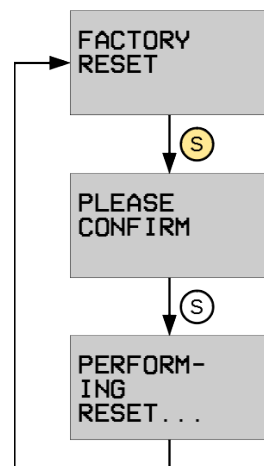 FACTORY
RESET
S
PLEASE
CONFIRM
S
PERFORM-
ING
RESET...